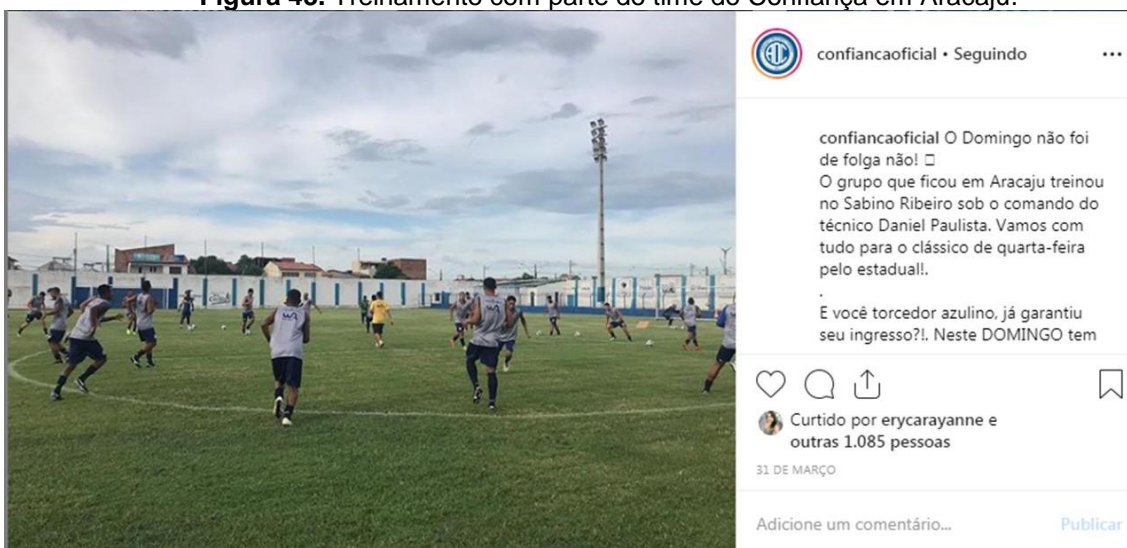 Treinamento com parte do time do Confiança em Aracaju.
confiancaoficial • Seguindo
confiancaoficial O Domingo não foi
de folga não!
O grupo que ficou em Aracaju treinou
no Sabino Ribeiro sob o comando do
técnico Daniel Paulista. Vamos com
tudo para o clássico de quarta-feira
pelo estadual!.
.
E você torcedor azulino, já garantiu
seu ingresso?!. Neste DOMINGO tem
Curtido por erycarayanne e
outras 1.085 pessoas
31 DE MARÇO
Adicione um comentário... Publicar